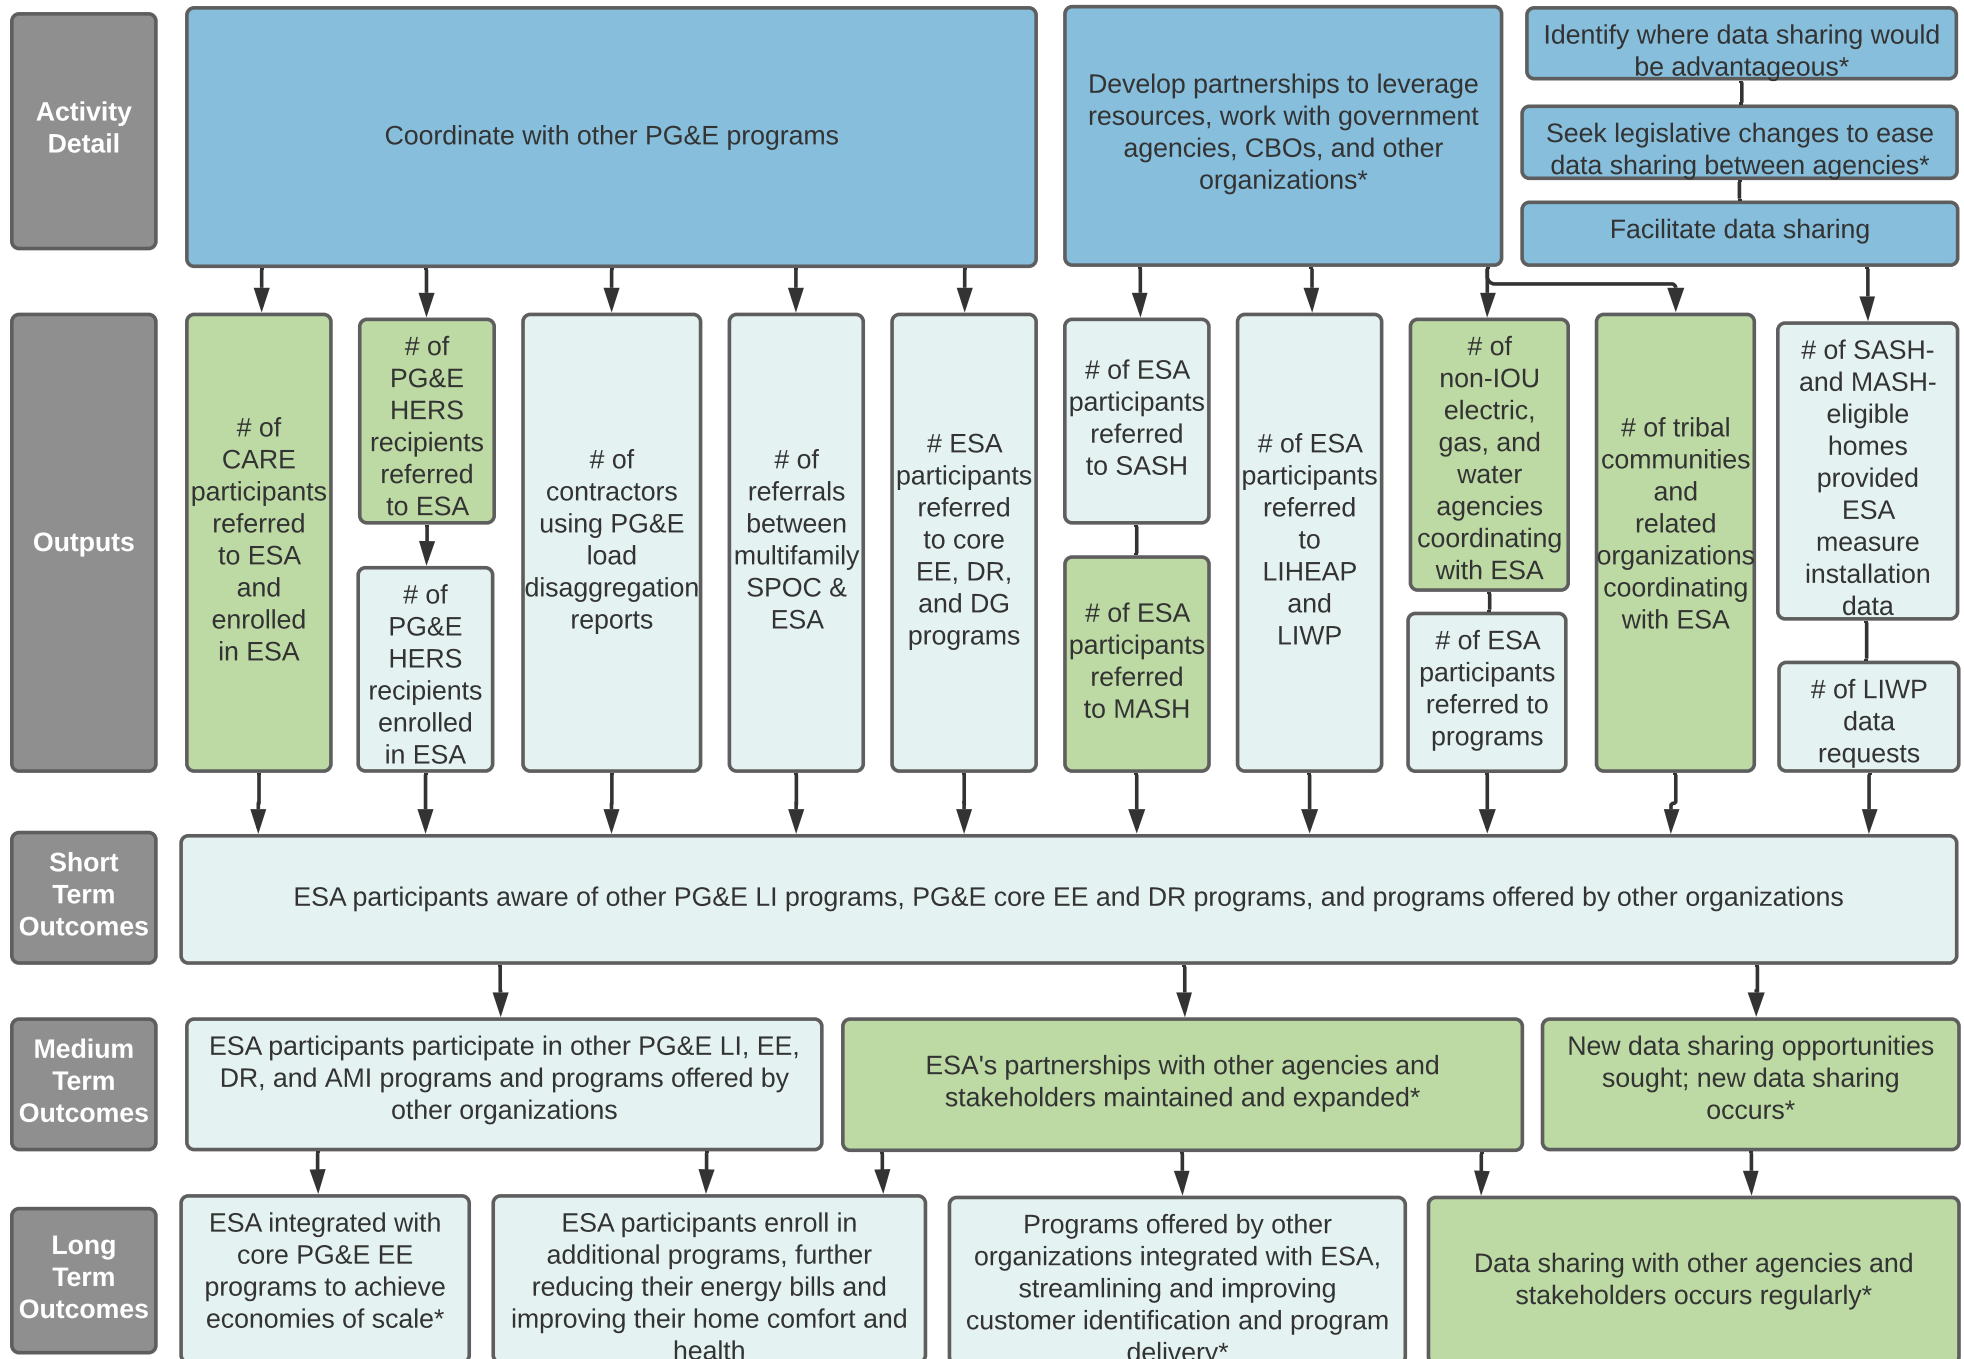 Activity
Detail
Coordinate with other PG&E programs
Develop partnerships to leverage
resources, work with government
agencies, CBOs, and other
organizations*
Identify where data sharing would
be advantageous*
Seek legislative changes to ease
data sharing between agencies*
Facilitate data sharing
Outputs
# of
CARE
participants
referred
to ESA
and
enrolled
in ESA
# of
PG&E
HERS
recipients
referred
to ESA
# of
PG&E
HERS
recipients
enrolled
in ESA
# of
contractors
using PG&E
load
disaggregation
reports
# of
referrals
between
multifamily
SPOC &
ESA
# ESA
participants
referred
to core
EE, DR,
and DG
programs
# of ESA
participants
referred
to SASH
# of ESA
participants
referred
to MASH
# of ESA
participants
referred
to
LIHEAP
and
LIWP
# of
non-IOU
electric,
gas, and
water
agencies
coordinating
with ESA
# of ESA
participants
referred to
programs
# of tribal
communities
and
related
organizations
coordinating
with ESA
# of SASH-
and MASH-
eligible
homes
provided
ESA
measure
installation
data
# of LIWP
data
requests
Short
Term
Outcomes
ESA participants aware of other PG&E LI programs, PG&E core EE and DR programs, and programs offered by other organizations
Medium
Term
Outcomes
ESA participants participate in other PG&E LI, EE,
DR, and AMI programs and programs offered by
other organizations
ESA's partnerships with other agencies and
stakeholders maintained and expanded*
New data sharing opportunities
sought; new data sharing
occurs*
Long
Term
Outcomes
ESA integrated with
core PG&E EE
programs to achieve
economies of scale*
ESA participants enroll in
additional programs, further
reducing their energy bills and
improving their home comfort and
health
Programs offered by other
organizations integrated with ESA,
streamlining and improving
customer identification and program
delivery*
Data sharing with other agencies and
stakeholders occurs regularly*